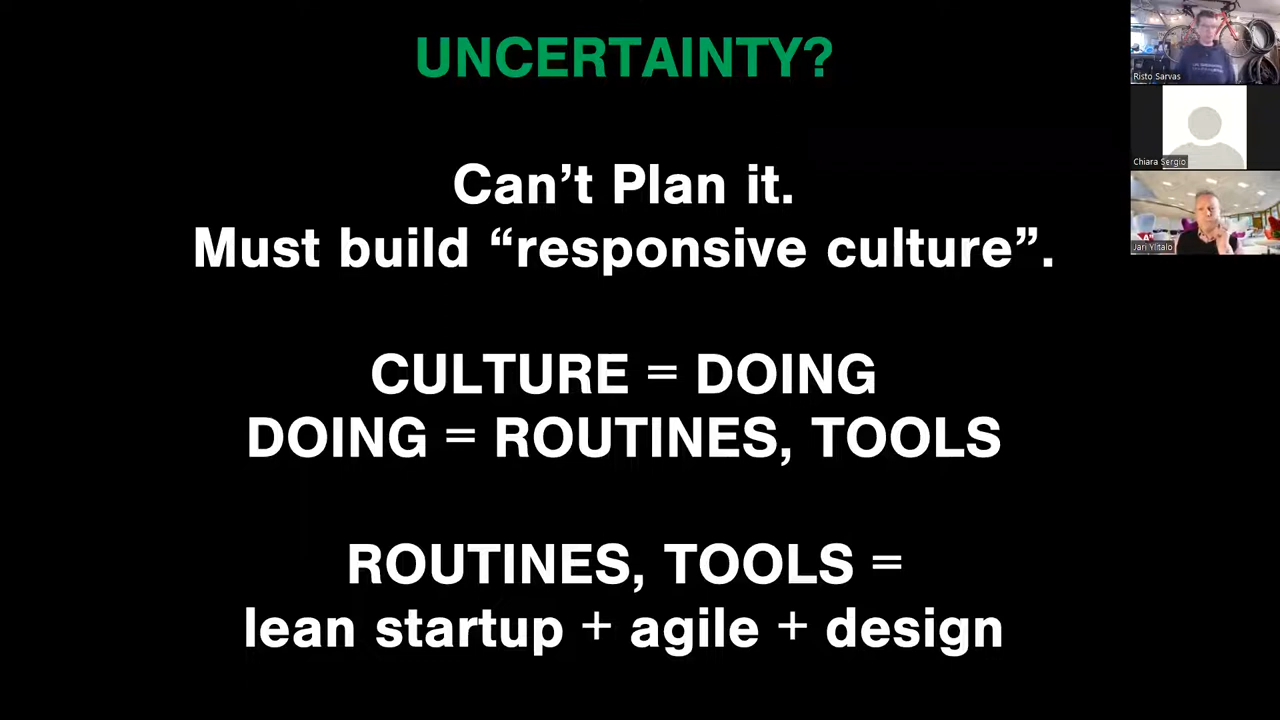 UNCERTAINTY?
Can’t Plan it.
Must build “responsive culture”.
CULTURE = DOING
DOING = ROUTINES, TOOLS
ROUTINES, TOOLS =
lean startup + agile + design
Risto Sarvas
Chiara Sergio
Jari Ylitalo